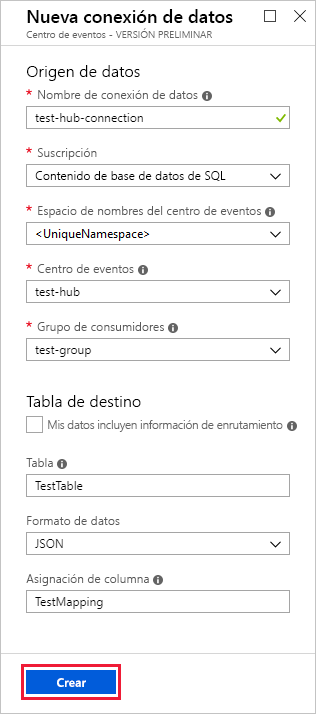 Nueva conexión de datos
Centro de eventos - VERSIÓN PRELIMINAR
Origen de datos
* Nombre de conexión de datos
test-hub-connection
* Suscripción
Contenido de base de datos de SQL
* Espacio de nombres del centro de eventos
<UniqueNamespace>
* Centro de eventos
test-hub
* Grupo de consumidores
test-group
Tabla de destino
Mis datos incluyen información de enrutamiento
Tabla
TestTable
Formato de datos
JSON
Asignación de columna
TestMapping
Crear